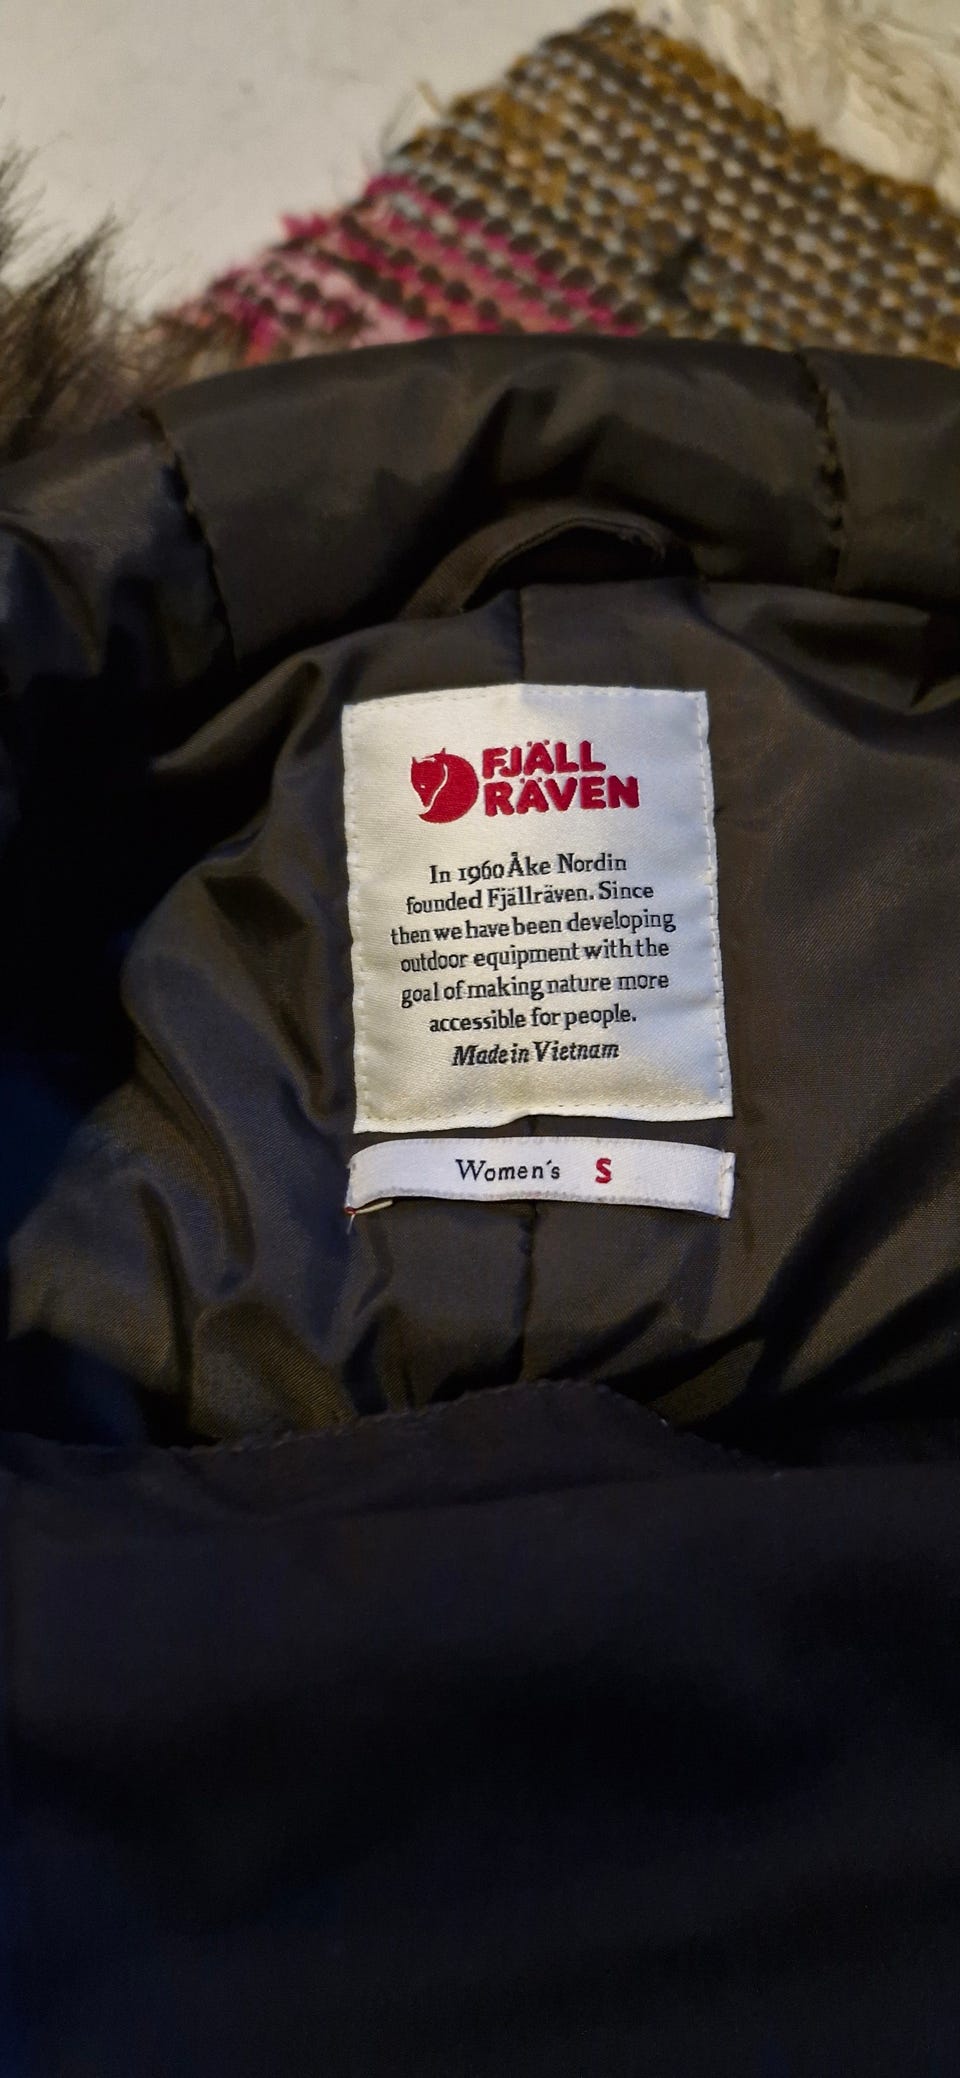 FJÄLL
RÄVEN
In 1960 Åke Nordin
founded Fjällräven. Since
then we have been developing
outdoor equipment with the
goal of making nature more
accessible for people.
Made in Vietnam
Women´s S